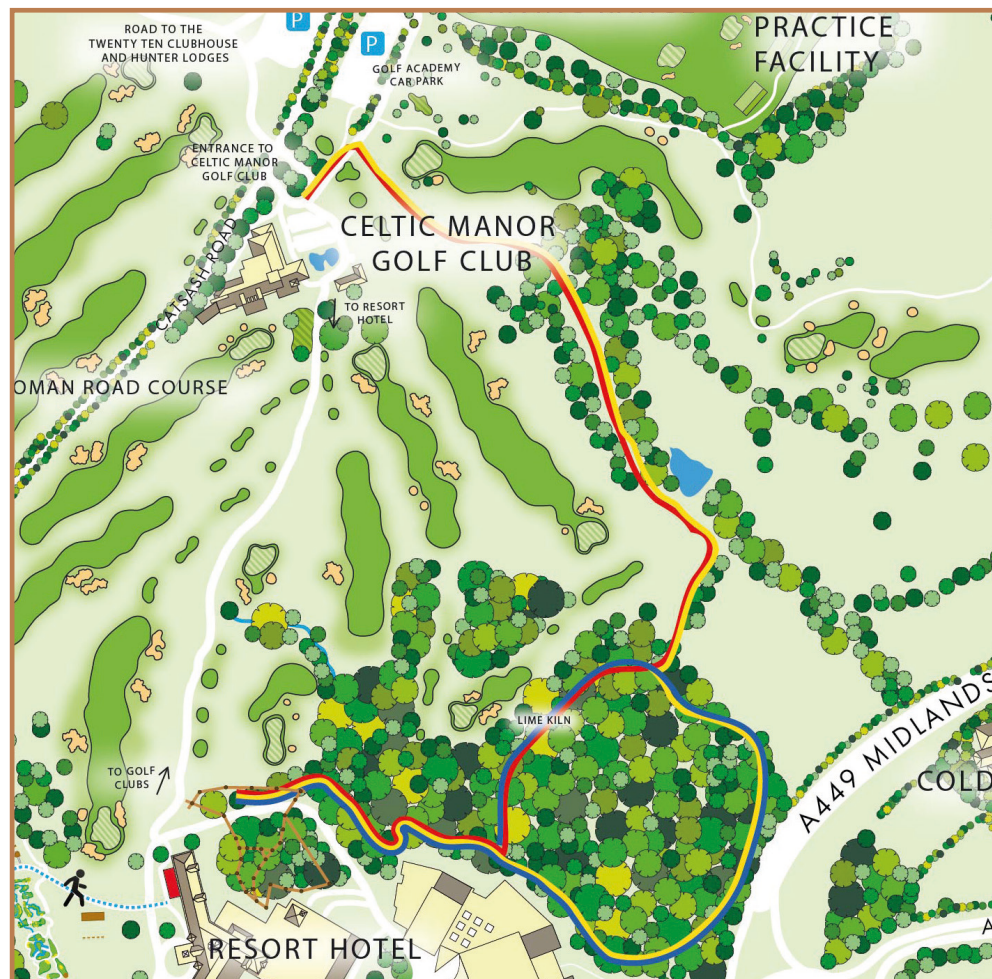 P
P
ROAD TO THE
TWENTY TEN CLUBHOUSE
AND HUNTER LODGES
PRACTICE
FACILITY
GOLF ACADEMY
CAR PARK
ENTRANCE TO
CELTIC MANOR
GOLF CLUB
CELTIC MANOR
GOLF CLUB
CATSASH ROAD
TO RESORT
HOTEL
OMAN ROAD COURSE
LIME KILN
A449 MIDLANDS
TO GOLF
CLUBS
COLD
A
RESORT HOTEL